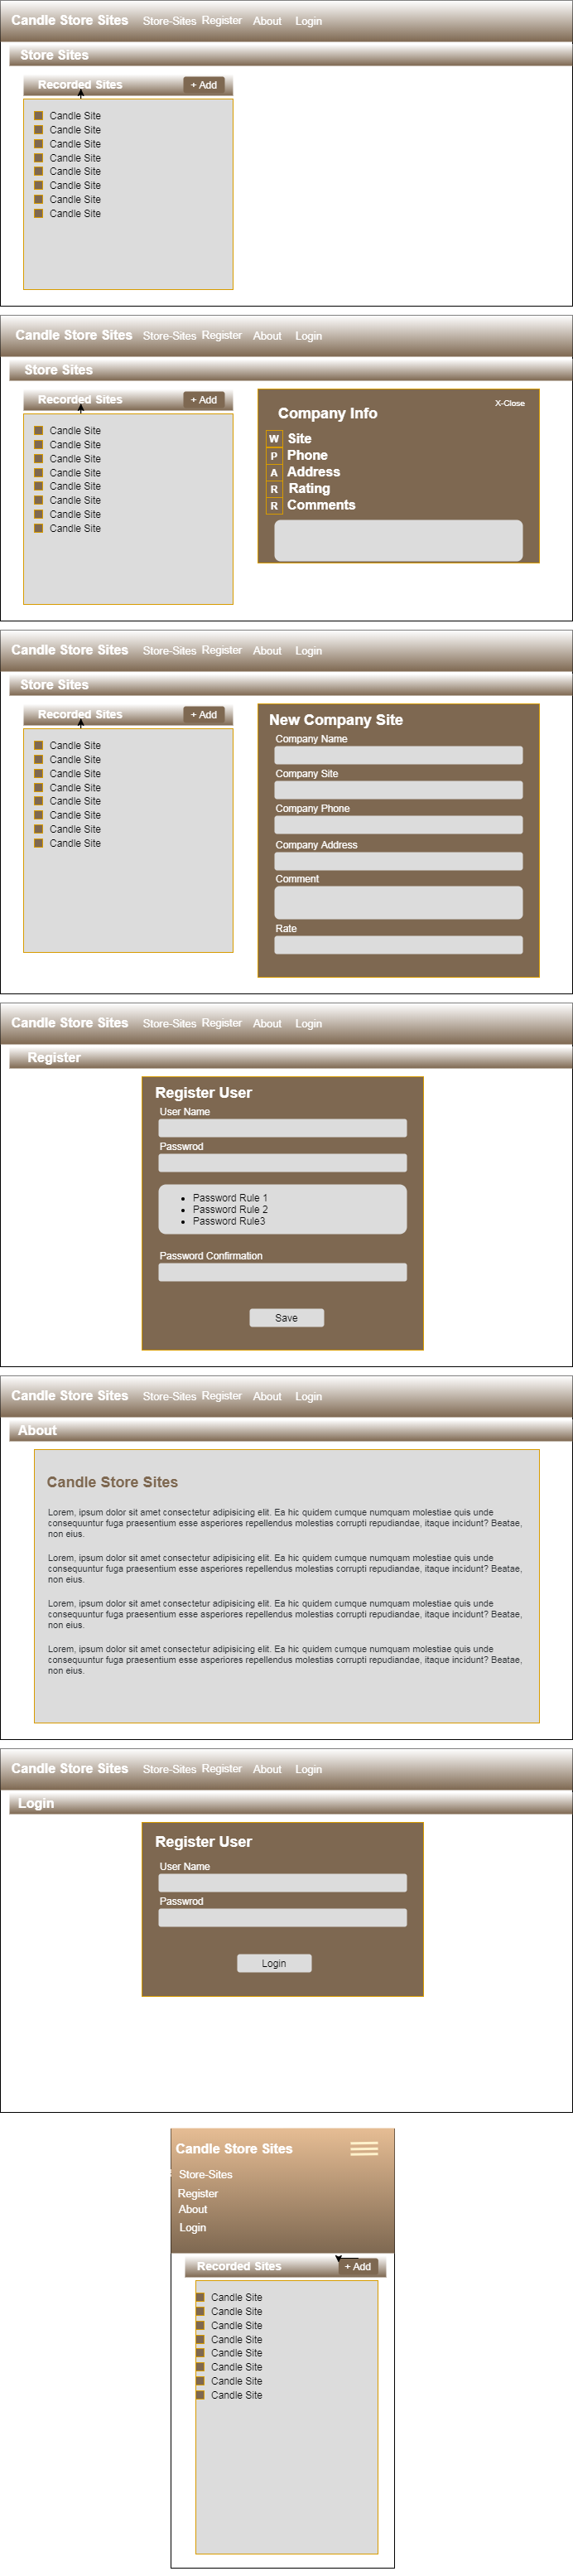 Candle Store Sites Store-Sites Register About Login
Store Sites
Recorded Sites + Add
Candle Site
Candle Site
Candle Site
Candle Site
Candle Site
Candle Site
Candle Site
Candle Site
Candle Store Sites Store-Sites Register About Login
Store Sites
Recorded Sites + Add
Candle Site
Candle Site
Candle Site
Candle Site
Candle Site
Candle Site
Candle Site
Candle Site
X-Close
Company Info
W Site
P Phone
A Address
R Rating
R Comments
Candle Store Sites Store-Sites Register About Login
Store Sites
Recorded Sites + Add
Candle Site
Candle Site
Candle Site
Candle Site
Candle Site
Candle Site
Candle Site
Candle Site
New Company Site
Company Name
Company Site
Company Phone
Company Address
Comment
Rate
Candle Store Sites Store-Sites Register About Login
Register
Register User
User Name
Passwrod
• Password Rule 1
• Password Rule 2
• Password Rule3
Password Confirmation
Save
Candle Store Sites Store-Sites Register About Login
About
Candle Store Sites
Lorem, ipsum dolor sit amet consectetur adipisicing elit. Ea hic quidem cumque numquam molestiae quis unde
consequuntur fuga praesentium esse asperiores repellendus molestias corrupti repudiandae, itaque incidunt? Beatae,
non eius.
Lorem, ipsum dolor sit amet consectetur adipisicing elit. Ea hic quidem cumque numquam molestiae quis unde
consequuntur fuga praesentium esse asperiores repellendus molestias corrupti repudiandae, itaque incidunt? Beatae,
non eius.
Lorem, ipsum dolor sit amet consectetur adipisicing elit. Ea hic quidem cumque numquam molestiae quis unde
consequuntur fuga praesentium esse asperiores repellendus molestias corrupti repudiandae, itaque incidunt? Beatae,
non eius.
Lorem, ipsum dolor sit amet consectetur adipisicing elit. Ea hic quidem cumque numquam molestiae quis unde
consequuntur fuga praesentium esse asperiores repellendus molestias corrupti repudiandae, itaque incidunt? Beatae,
non eius.
Candle Store Sites Store-Sites Register About Login
Login
Register User
User Name
Passwrod
Login
Candle Store Sites
Store-Sites
Register
About
Login
Recorded Sites + Add
Candle Site
Candle Site
Candle Site
Candle Site
Candle Site
Candle Site
Candle Site
Candle Site